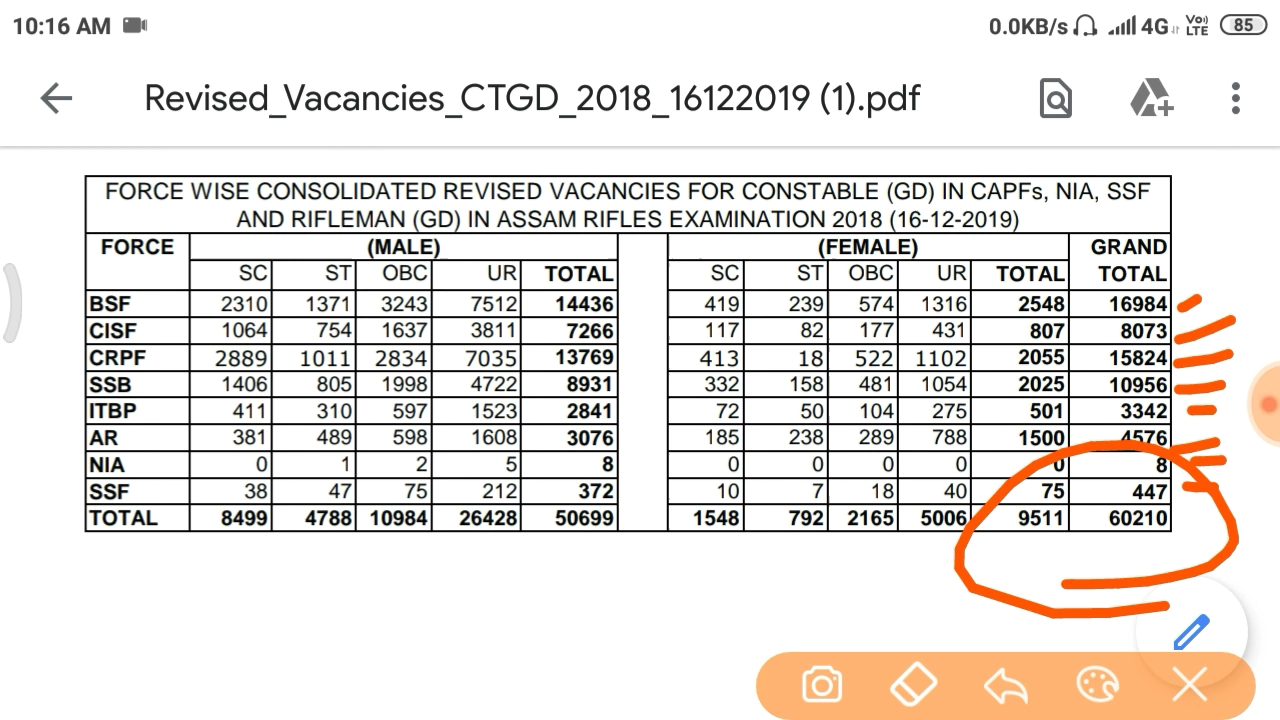 10:16 AM 0.0KB/s 4G Vo)) LTE 85
Revised_Vacancies_CTGD_2018_16122019 (1).pdf
FORCE WISE CONSOLIDATED REVISED VACANCIES FOR CONSTABLE (GD) IN CAPFs, NIA, SSF
AND RIFLEMAN (GD) IN ASSAM RIFLES EXAMINATION 2018 (16-12-2019)
FORCE (MALE) (FEMALE) GRAND
SC ST OBC UR TOTAL SC ST OBC UR TOTAL TOTAL
BSF 2310 1371 3243 7512 14436 419 239 574 1316 2548 16984
CISF 1064 754 1637 3811 7266 117 82 177 431 807 8073
CRPF 2889 1011 2834 7035 13769 413 18 522 1102 2055 15824
SSB 1406 805 1998 4722 8931 332 158 481 1054 2025 10956
ITBP 411 310 597 1523 2841 72 50 104 275 501 3342
AR 381 489 598 1608 3076 185 238 289 788 1500 4576
NIA 0 1 2 5 8 0 0 0 0 0 8
SSF 38 47 75 212 372 10 7 18 40 75 447
TOTAL 8499 4788 10984 26428 50699 1548 792 2165 5006 9511 60210